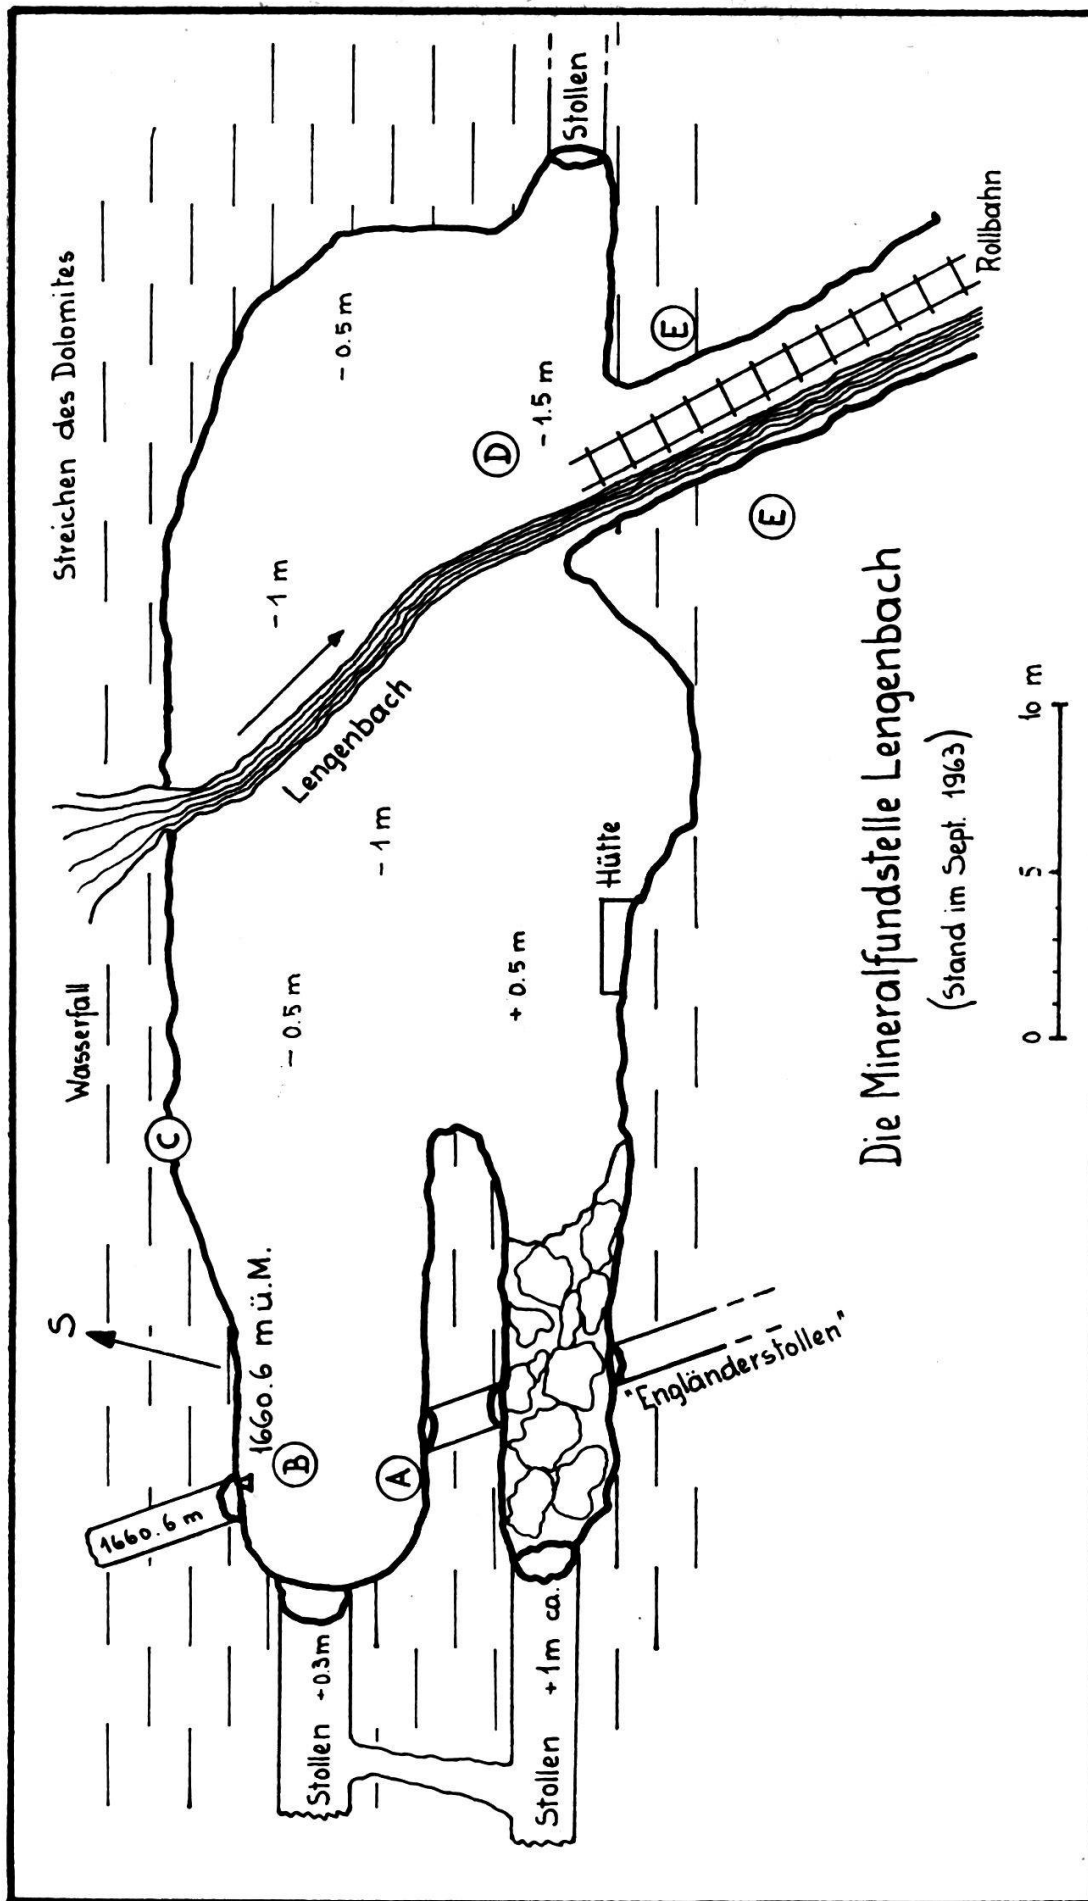 Streichen des Dolomites
Wasserfall
S
1660.6 m
1660.6 m ü.M.
B
A
C
Lengenbach
- 0.5 m
- 1 m
- 1 m
- 0.5 m
+ 0.5 m
D
- 1.5 m
E
E
Stollen
Rollbahn
Hütte
Stollen +0.3m
Stollen +1m ca.
"Engländerstollen"
Die Mineralfundstelle Lengenbach
(Stand im Sept. 1963)
0 5 10 m